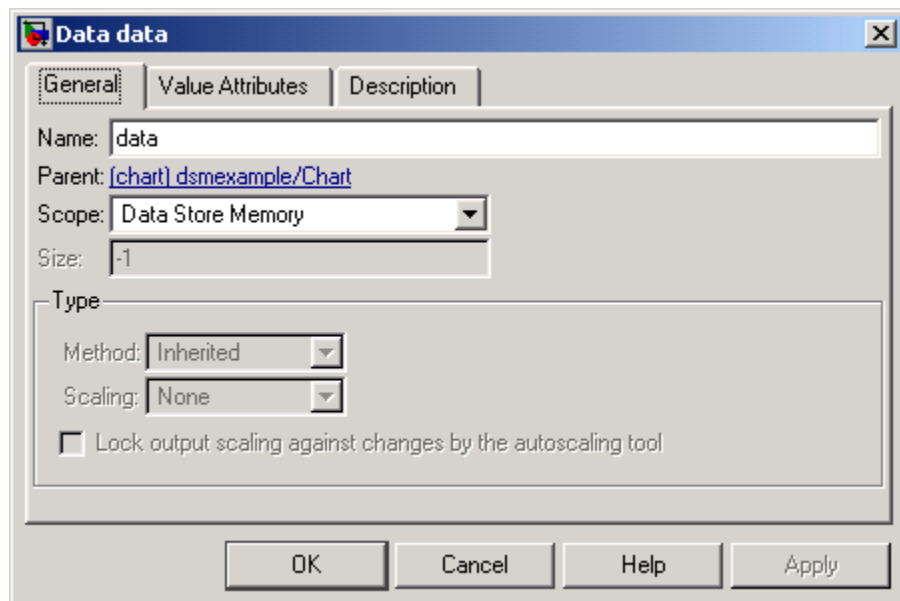 Data data
General Value Attributes Description
Name: data
Parent: (chart) dsmexample/Chart
Scope: Data Store Memory
Size: -1
Type
Method: Inherited
Scaling: None
Lock output scaling against changes by the autoscaling tool
OK Cancel Help Apply